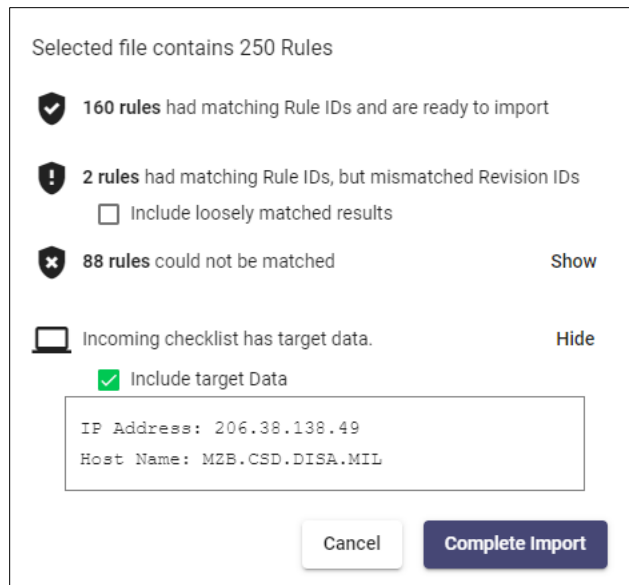 Selected file contains 250 Rules
160 rules had matching Rule IDs and are ready to import
2 rules had matching Rule IDs, but mismatched Revision IDs
Include loosely matched results
88 rules could not be matched Show
Incoming checklist has target data. Hide
Include target Data
IP Address: 206.38.138.49
Host Name: MZB.CSD.DISA.MIL
Cancel Complete Import